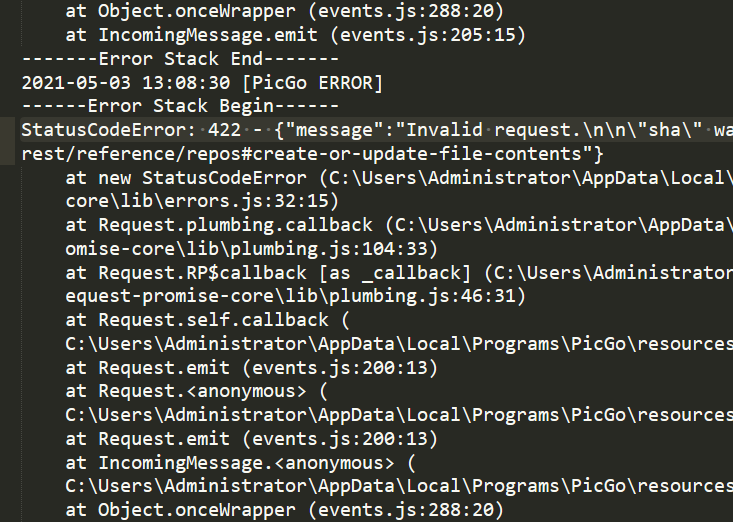 at Object.onceWrapper (events.js:288:20)
at IncomingMessage.emit (events.js:205:15)
-------Error Stack End-------
2021-05-03 13:08:30 [PicGo ERROR]
------Error Stack Begin------
StatusCodeError: 422 - {"message":"Invalid request.\n\n\"sha\" wa
rest/reference/repos#create-or-update-file-contents"}
at new StatusCodeError (C:\Users\Administrator\AppData\Local\
core\lib\errors.js:32:15)
at Request.plumbing.callback (C:\Users\Administrator\AppData\
omise-core\lib\plumbing.js:104:33)
at Request.RP$callback [as _callback] (C:\Users\Administrator
equest-promise-core\lib\plumbing.js:46:31)
at Request.self.callback (
C:\Users\Administrator\AppData\Local\Programs\PicGo\resources
at Request.emit (events.js:200:13)
at Request.<anonymous> (
C:\Users\Administrator\AppData\Local\Programs\PicGo\resources
at Request.emit (events.js:200:13)
at IncomingMessage.<anonymous> (
C:\Users\Administrator\AppData\Local\Programs\PicGo\resources
at Object.onceWrapper (events.js:288:20)